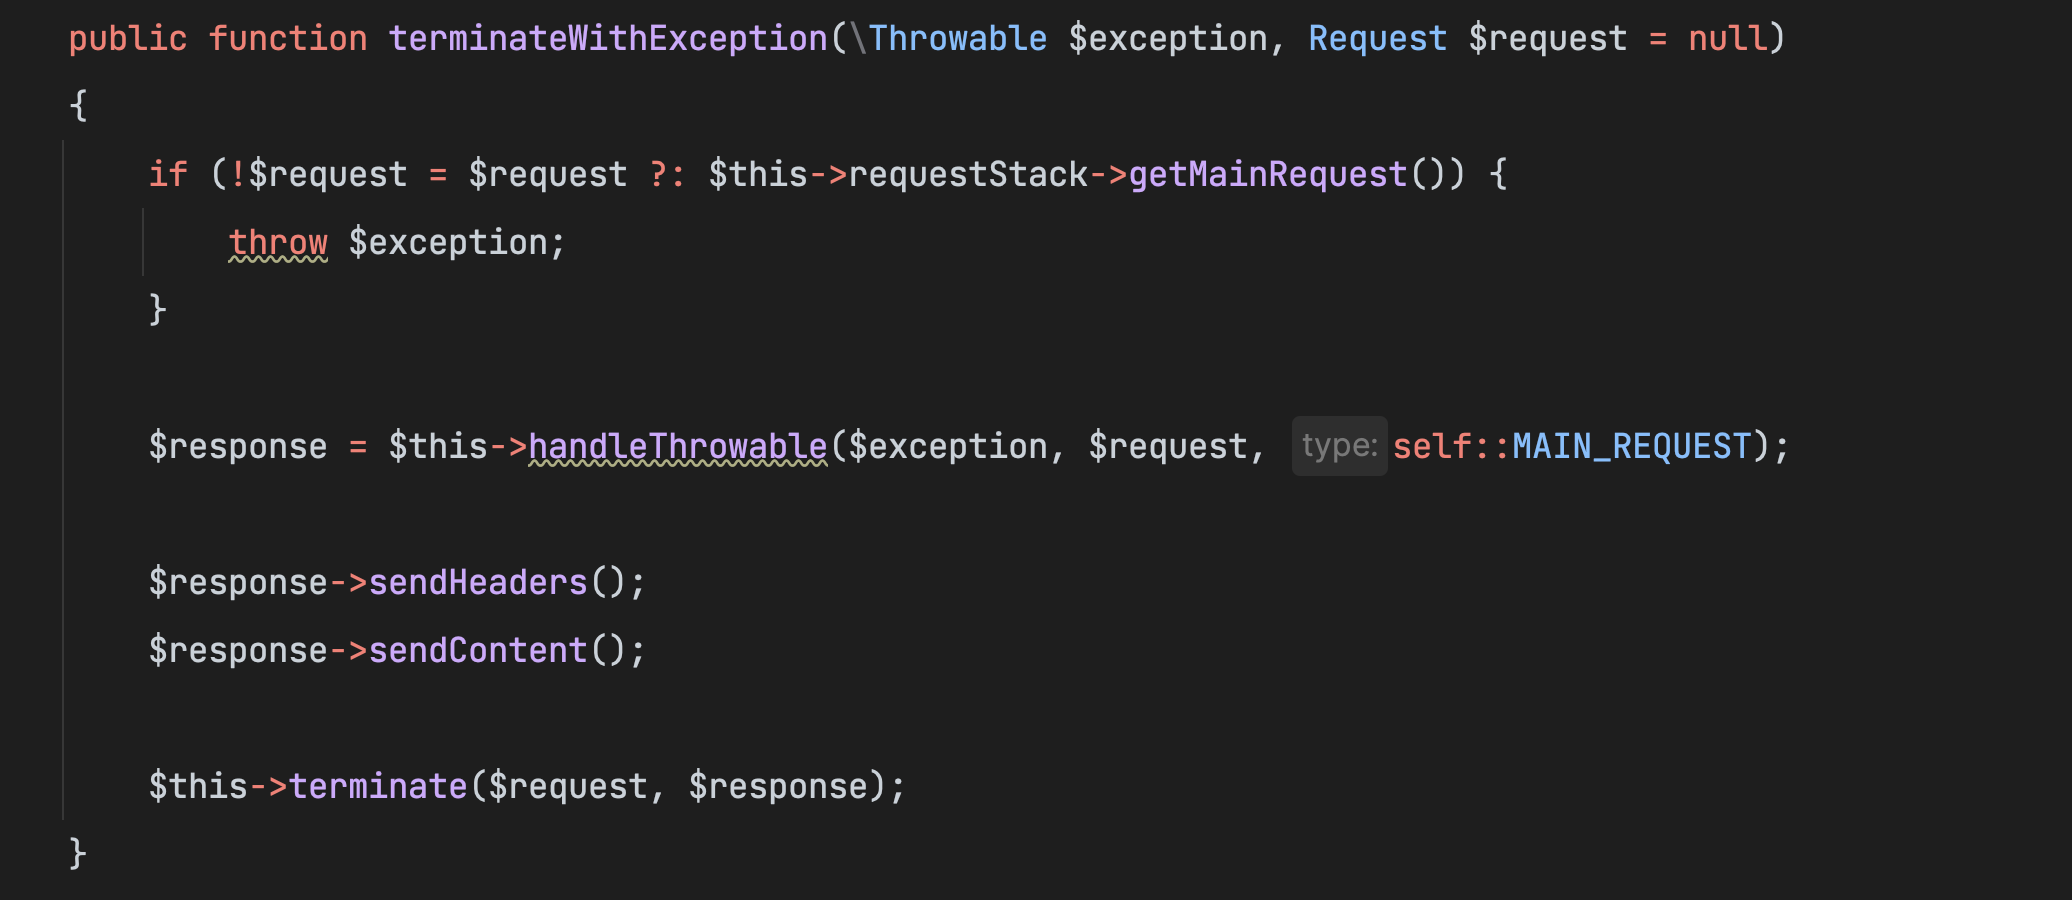 public function terminateWithException(\Throwable $exception, Request $request = null)
{
if (!$request = $request ?: $this->requestStack->getMainRequest()) {
throw $exception;
}
$response = $this->handleThrowable($exception, $request, type: self::MAIN_REQUEST);
$response->sendHeaders();
$response->sendContent();
$this->terminate($request, $response);
}